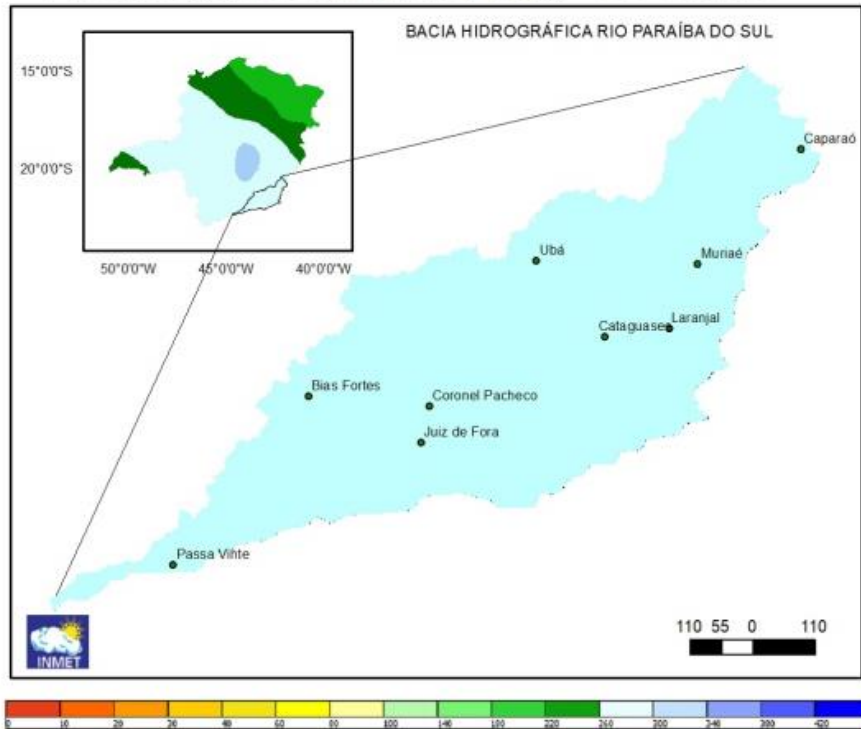 BACIA HIDROGRÁFICA RIO PARAÍBA DO SUL
15°0'0"S
20°0'0"S
50°0'0"W 45°0'0"W 40°0'0"W
Caparaó
Ubá
Muriaé
Cataguases
Laranjal
Bias Fortes
Coronel Pacheco
Juiz de Fora
Passa Vihte
INMET
110 55 0 110
0 10 20 30 40 60 80 100 140 180 220 260 300 340 380 420